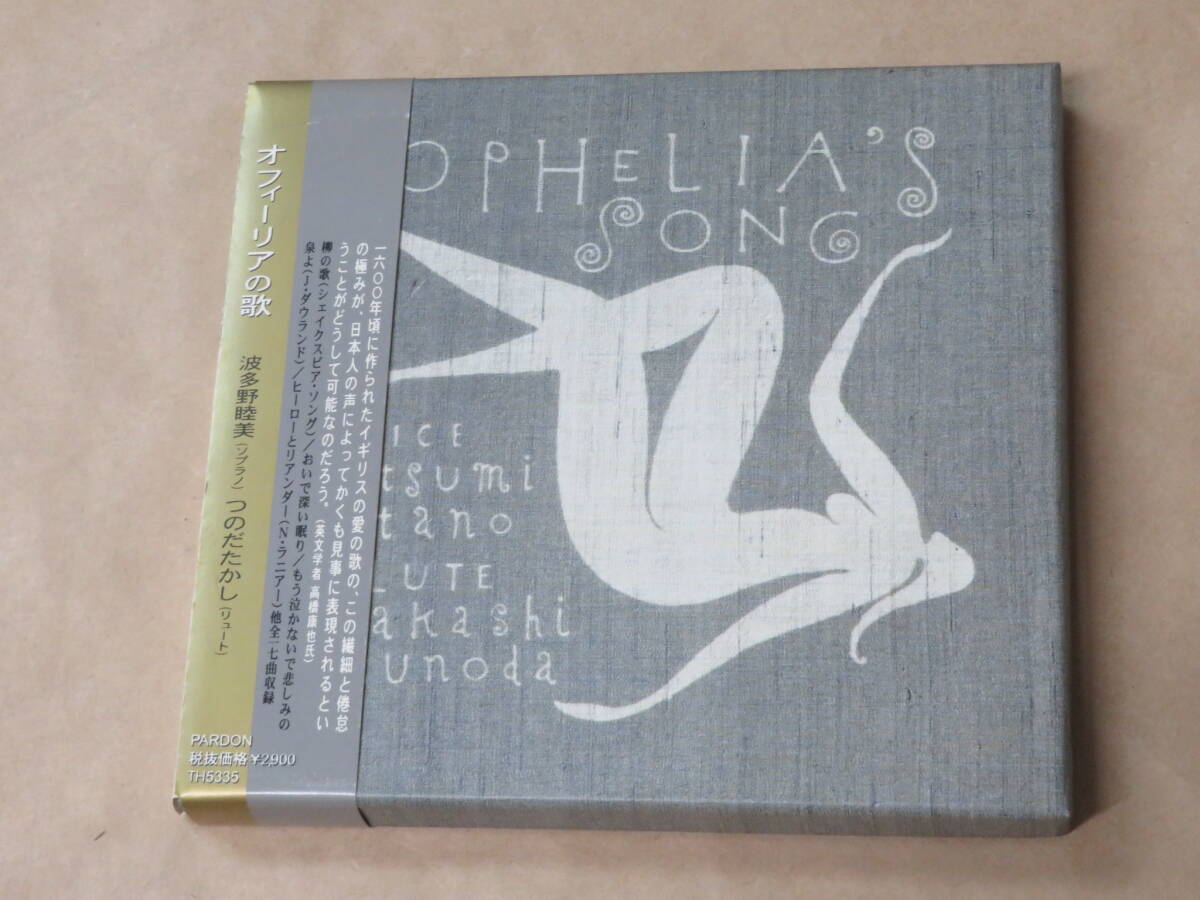 オフィーリアの歌
波多野睦美(ソプラノ)つのだたかし(リュート)
PARDON
税抜価格¥2,900
TH5335
一六〇〇年頃に作られたイギリスの愛の歌の、この繊細と倦怠
の極みが、日本人の声によってかくも見事に表現されるとい
うことがどうして可能なのだろう。(英文学者 高橋康也氏)
柳の歌(シェイクスピア・ソング)/おいで深い眠り/もう泣かないで悲しみの
泉よ(J・ダウランド)/ヒーローとリアンダー(N・ラニアー)他全一七曲収録
OPHELIA'S
SONG
ICE
tsumi
tano
LUTE
akashi
unoda